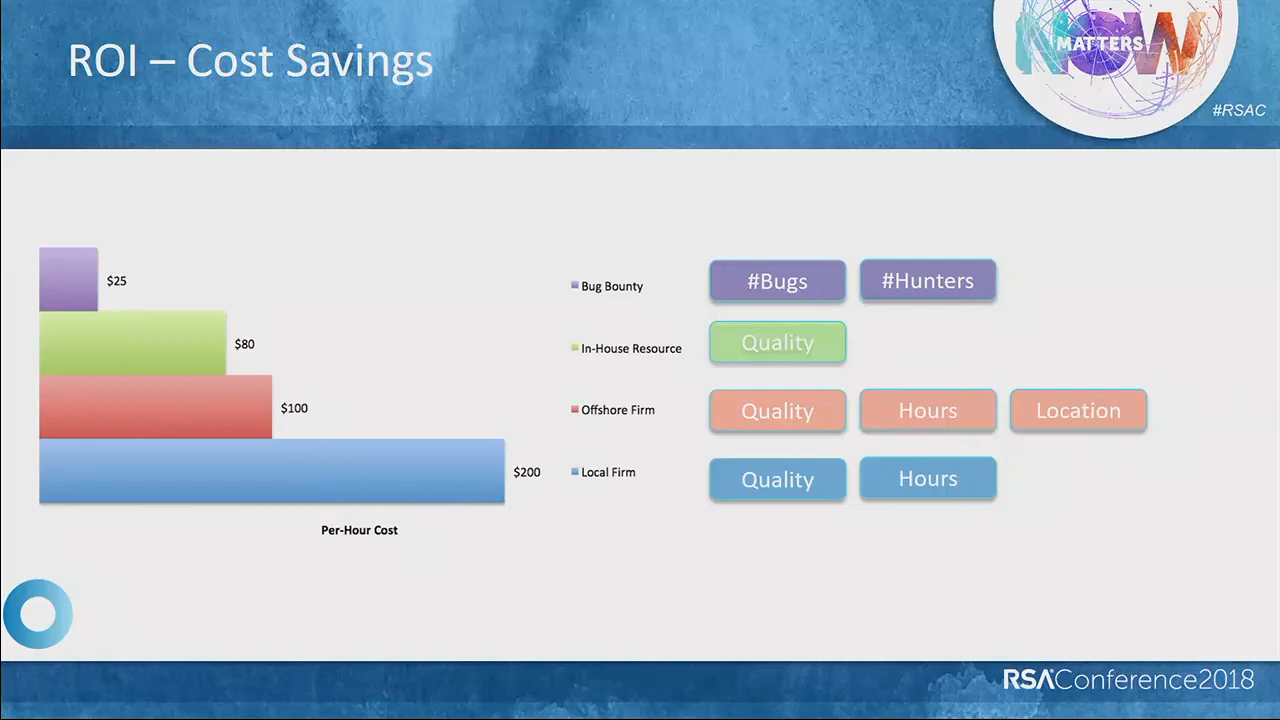 ROI – Cost Savings
NOW
MATTERS
#RSAC
$25
$80
$100
$200
Per-Hour Cost
Bug Bounty
In-House Resource
Offshore Firm
Local Firm
#Bugs #Hunters
Quality
Quality Hours Location
Quality Hours
RSAConference2018